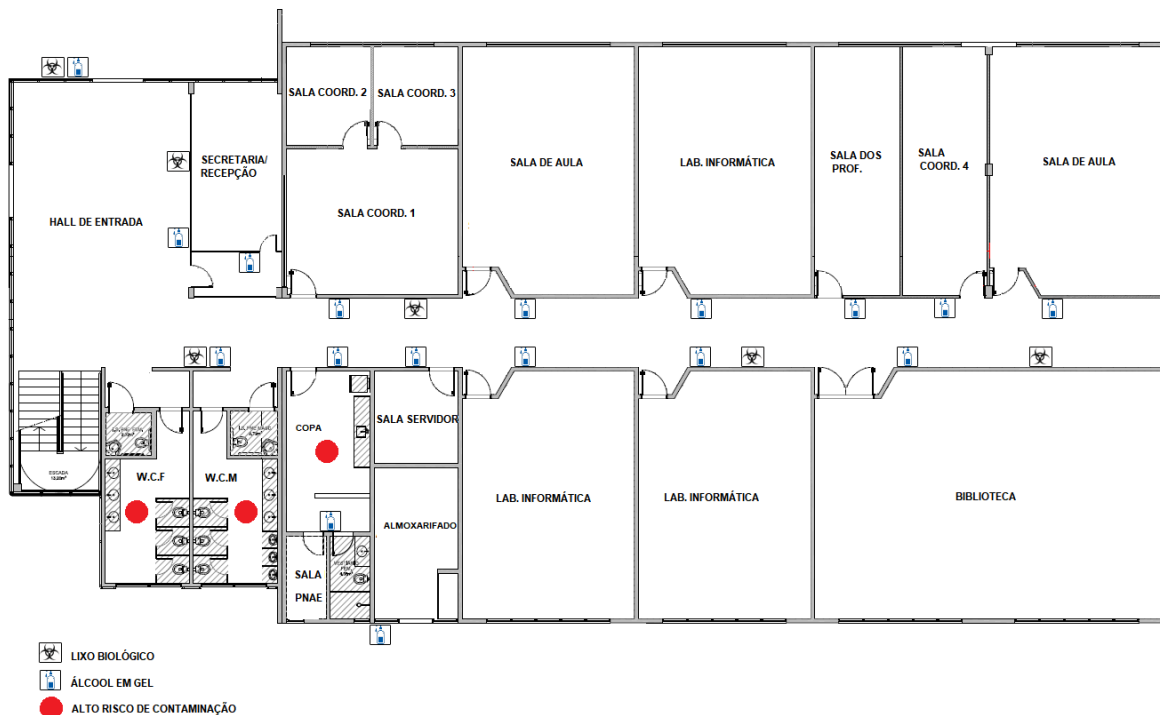 SALA COORD. 2
SALA COORD. 3
SECRETARIA/
RECEPÇÃO
SALA DE AULA
LAB. INFORMÁTICA
SALA DOS
PROF.
SALA
COORD. 4
SALA DE AULA
HALL DE ENTRADA
SALA COORD. 1
COPA
SALA SERVIDOR
W.C.F
W.C.M
ESCADA
LAB. INFORMÁTICA
LAB. INFORMÁTICA
BIBLIOTECA
ALMOXARIFADO
SALA
PNAE
LIXO BIOLÓGICO
ÁLCOOL EM GEL
ALTO RISCO DE CONTAMINAÇÃO